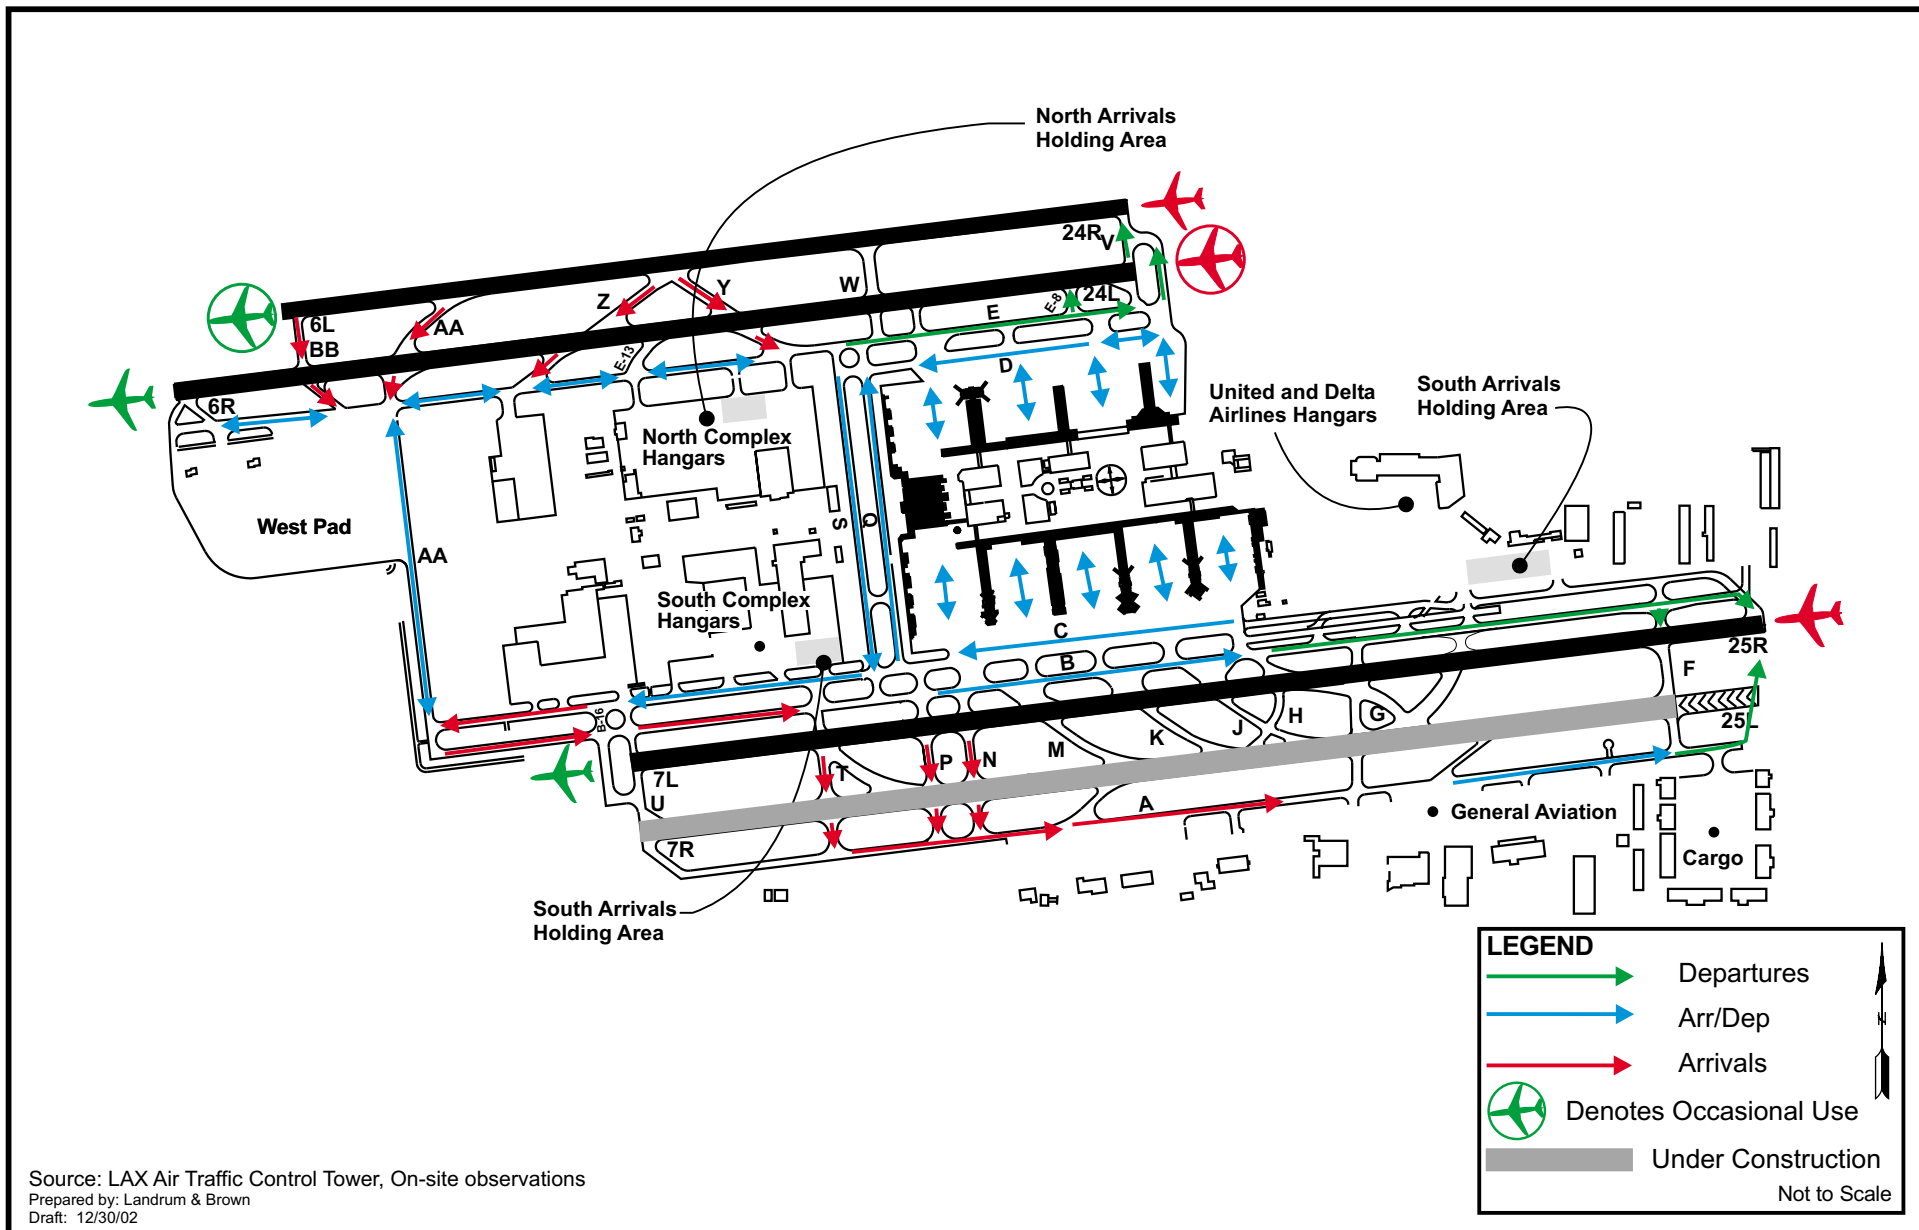 North Arrivals
Holding Area
24R
V
Y
W
Z
AA
6L
BB
E-8
24L
E
E-13
D
6R
United and Delta
Airlines Hangars
South Arrivals
Holding Area
North Complex
Hangars
West Pad
S
Q
AA
South Complex
Hangars
C
B
25R
F
B-16
G
H
J
K
M
N
P
T
25L
7L
U
A
7R
General Aviation
Cargo
South Arrivals
Holding Area
LEGEND
Departures
Arr/Dep
N
Arrivals
Denotes Occasional Use
Under Construction
Not to Scale
Source: LAX Air Traffic Control Tower, On-site observations
Prepared by: Landrum & Brown
Draft: 12/30/02